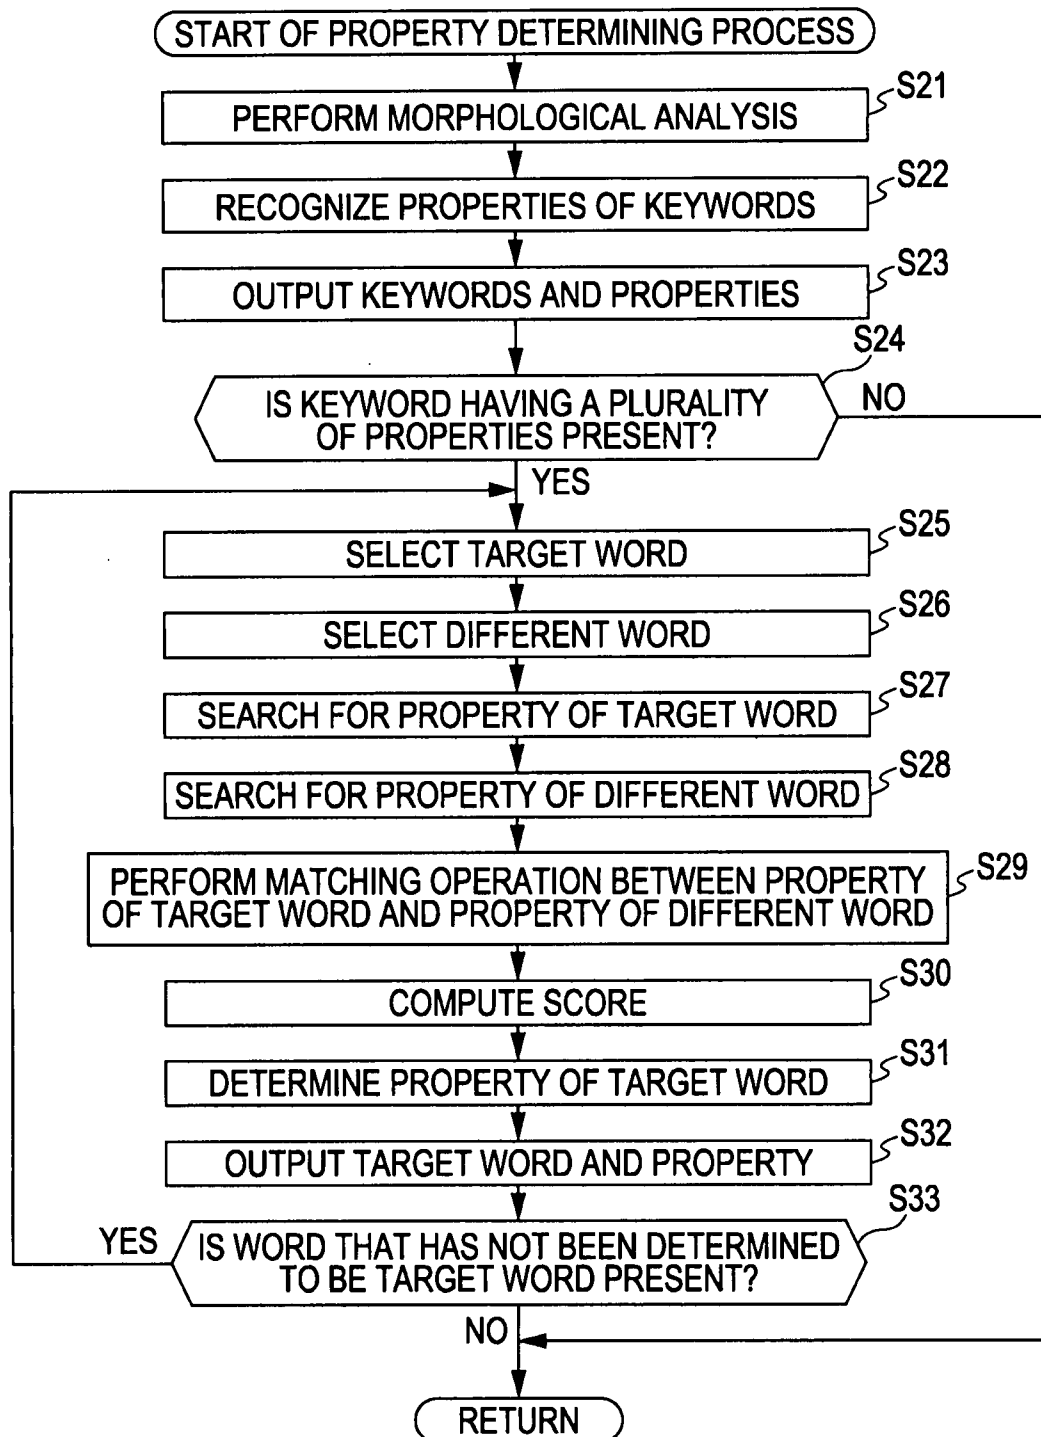 START OF PROPERTY DETERMINING PROCESS
S21
PERFORM MORPHOLOGICAL ANALYSIS
S22
RECOGNIZE PROPERTIES OF KEYWORDS
S23
OUTPUT KEYWORDS AND PROPERTIES
S24
IS KEYWORD HAVING A PLURALITY
OF PROPERTIES PRESENT?
NO
YES
S25
SELECT TARGET WORD
S26
SELECT DIFFERENT WORD
S27
SEARCH FOR PROPERTY OF TARGET WORD
S28
SEARCH FOR PROPERTY OF DIFFERENT WORD
S29
PERFORM MATCHING OPERATION BETWEEN PROPERTY
OF TARGET WORD AND PROPERTY OF DIFFERENT WORD
S30
COMPUTE SCORE
S31
DETERMINE PROPERTY OF TARGET WORD
S32
OUTPUT TARGET WORD AND PROPERTY
S33
YES
IS WORD THAT HAS NOT BEEN DETERMINED
TO BE TARGET WORD PRESENT?
NO
RETURN